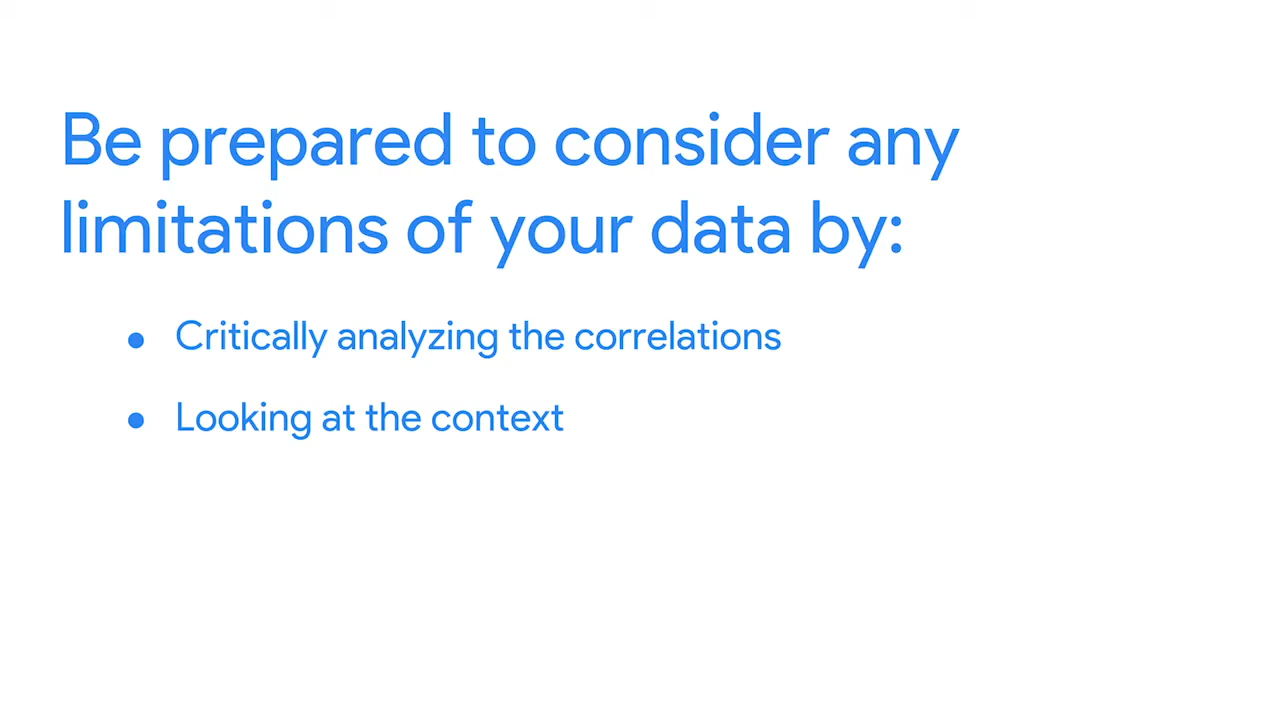 Be prepared to consider any
limitations of your data by:
● Critically analyzing the correlations
● Looking at the context